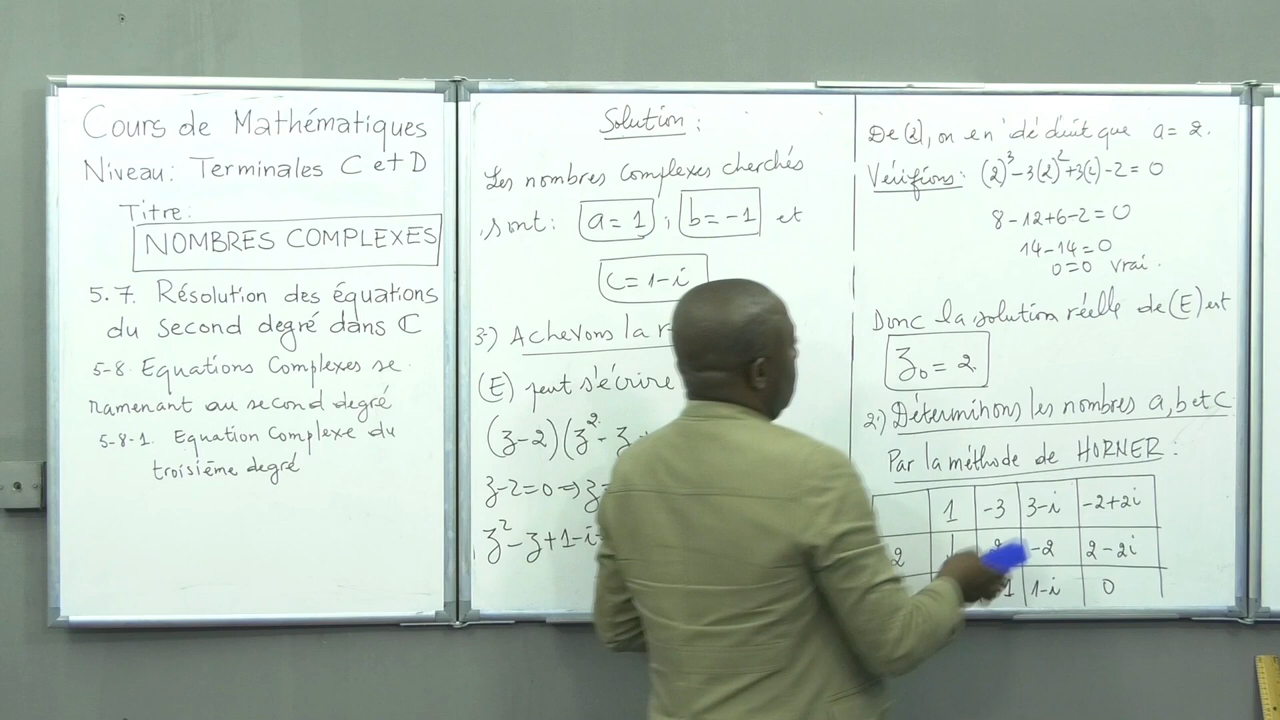 Cours de Mathématiques
Niveau: Terminales C et D
Titre:
NOMBRES COMPLEXES
5.7. Résolution des équations
du second degré dans ℂ
5-8. Equations Complexes se
ramenant au second degré
5-8-1. Equation Complexe du
troisième degré
Solution:
Les nombres complexes cherchés
sont: a = 1 ; b = -1 et
c = 1-i
3°) Achevons la
(E) peut s'écrire
(z-2)(z²- z
z-2=0 ⇒ z=
z²- z+1-i=
De (2), on en déduit que a = 2.
Vérifions: (2)³-3(2)²+3(2)-2 = 0
8-12+6-2 = 0
14-14=0
0=0 vrai.
Donc la solution réelle de (E) est
z₀ = 2.
2°) Déterminons les nombres a, b et c
Par la méthode de HORNER:
1 -3 3-i -2+2i
2 -2 2-2i
1 1-i 0